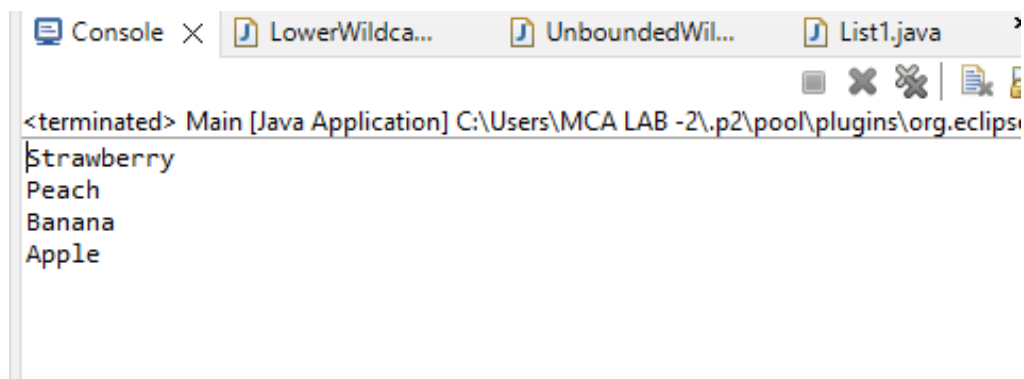 Console LowerWildca... UnboundedWil... List1.java
<terminated> Main [Java Application] C:\Users\MCA LAB -2\.p2\pool\plugins\org.eclipse
Strawberry
Peach
Banana
Apple